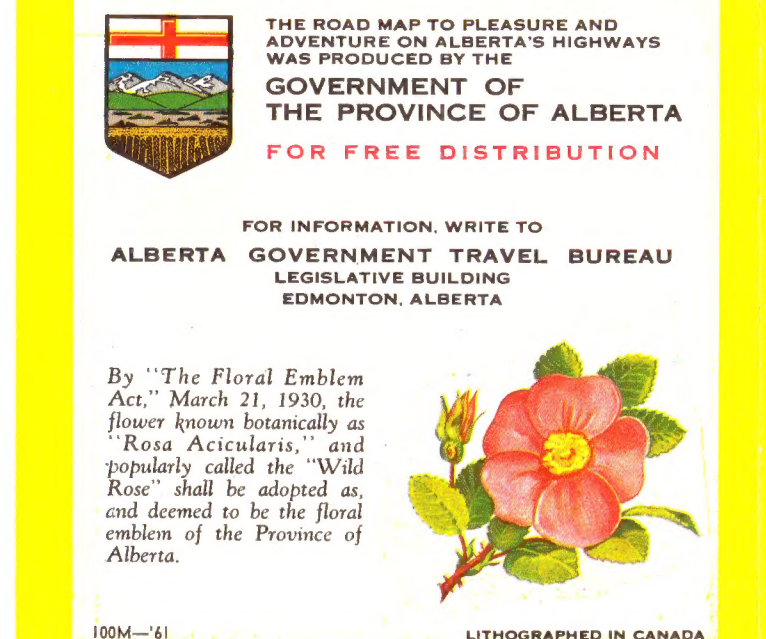 THE ROAD MAP TO PLEASURE AND
ADVENTURE ON ALBERTA'S HIGHWAYS
WAS PRODUCED BY THE
GOVERNMENT OF
THE PROVINCE OF ALBERTA
FOR FREE DISTRIBUTION
FOR INFORMATION, WRITE TO
ALBERTA GOVERNMENT TRAVEL BUREAU
LEGISLATIVE BUILDING
EDMONTON, ALBERTA
By "The Floral Emblem
Act," March 21, 1930, the
flower known botanically as
"Rosa Acicularis," and
popularly called the "Wild
Rose" shall be adopted as,
and deemed to be the floral
emblem of the Province of
Alberta.
100M—'61
LITHOGRAPHED IN CANADA